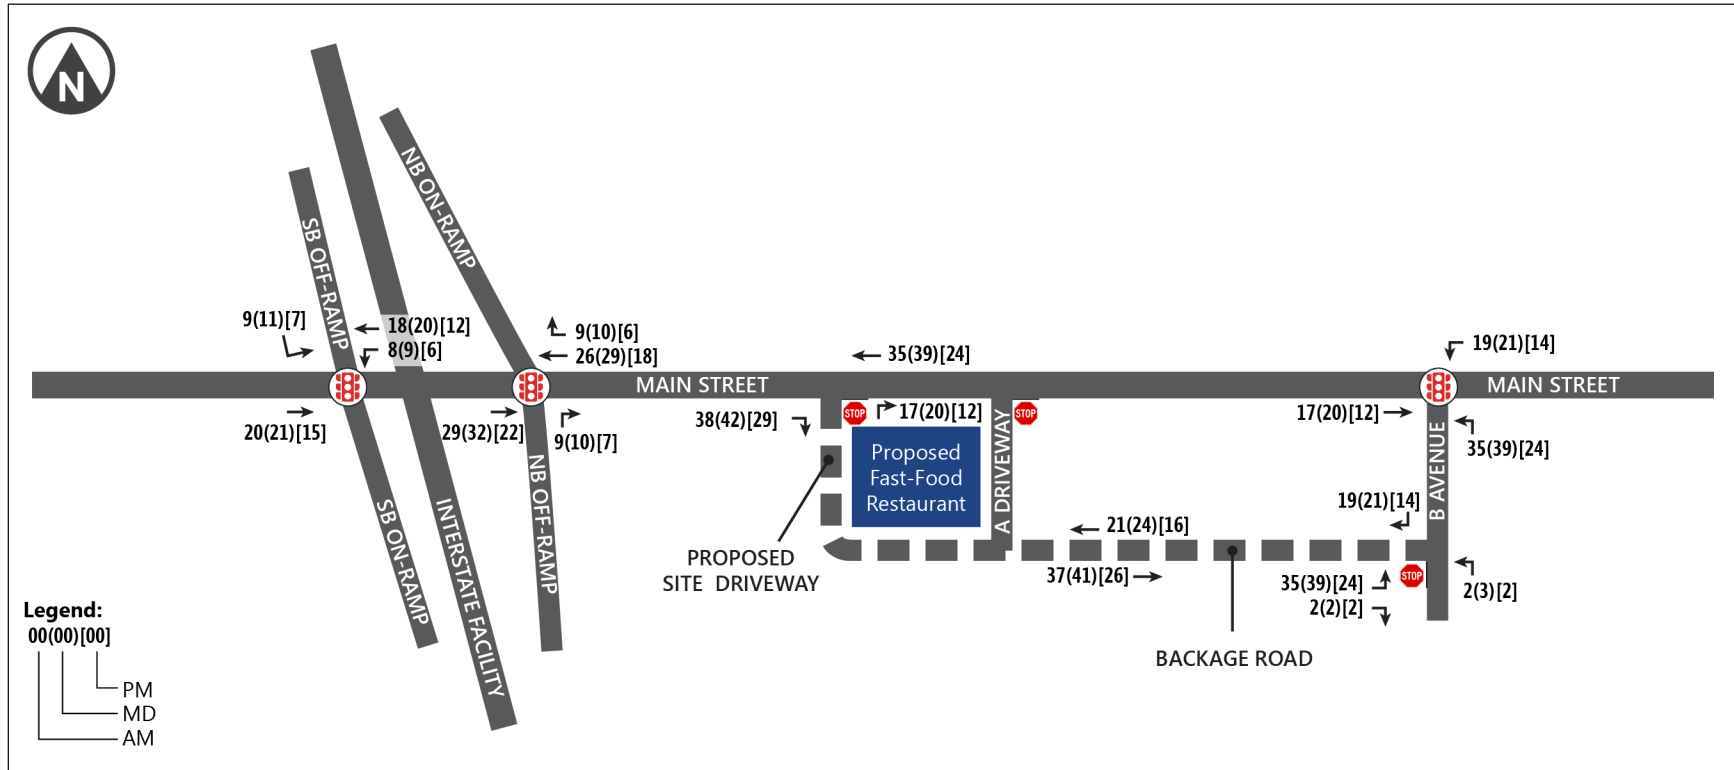 N
NB ON-RAMP
SB OFF-RAMP
9(11)[7]
18(20)[12]
8(9)[6]
9(10)[6]
26(29)[18]
35(39)[24]
19(21)[14]
MAIN STREET
MAIN STREET
20(21)[15]
29(32)[22]
9(10)[7]
38(42)[29]
STOP
17(20)[12]
STOP
17(20)[12]
35(39)[24]
Proposed
Fast-Food
Restaurant
A DRIVEWAY
B AVENUE
SB ON-RAMP
INTERSTATE FACILITY
NB OFF-RAMP
PROPOSED
SITE DRIVEWAY
21(24)[16]
19(21)[14]
37(41)[26]
35(39)[24]
STOP
2(2)[2]
2(3)[2]
BACKAGE ROAD
Legend:
00(00)[00]
PM
MD
AM